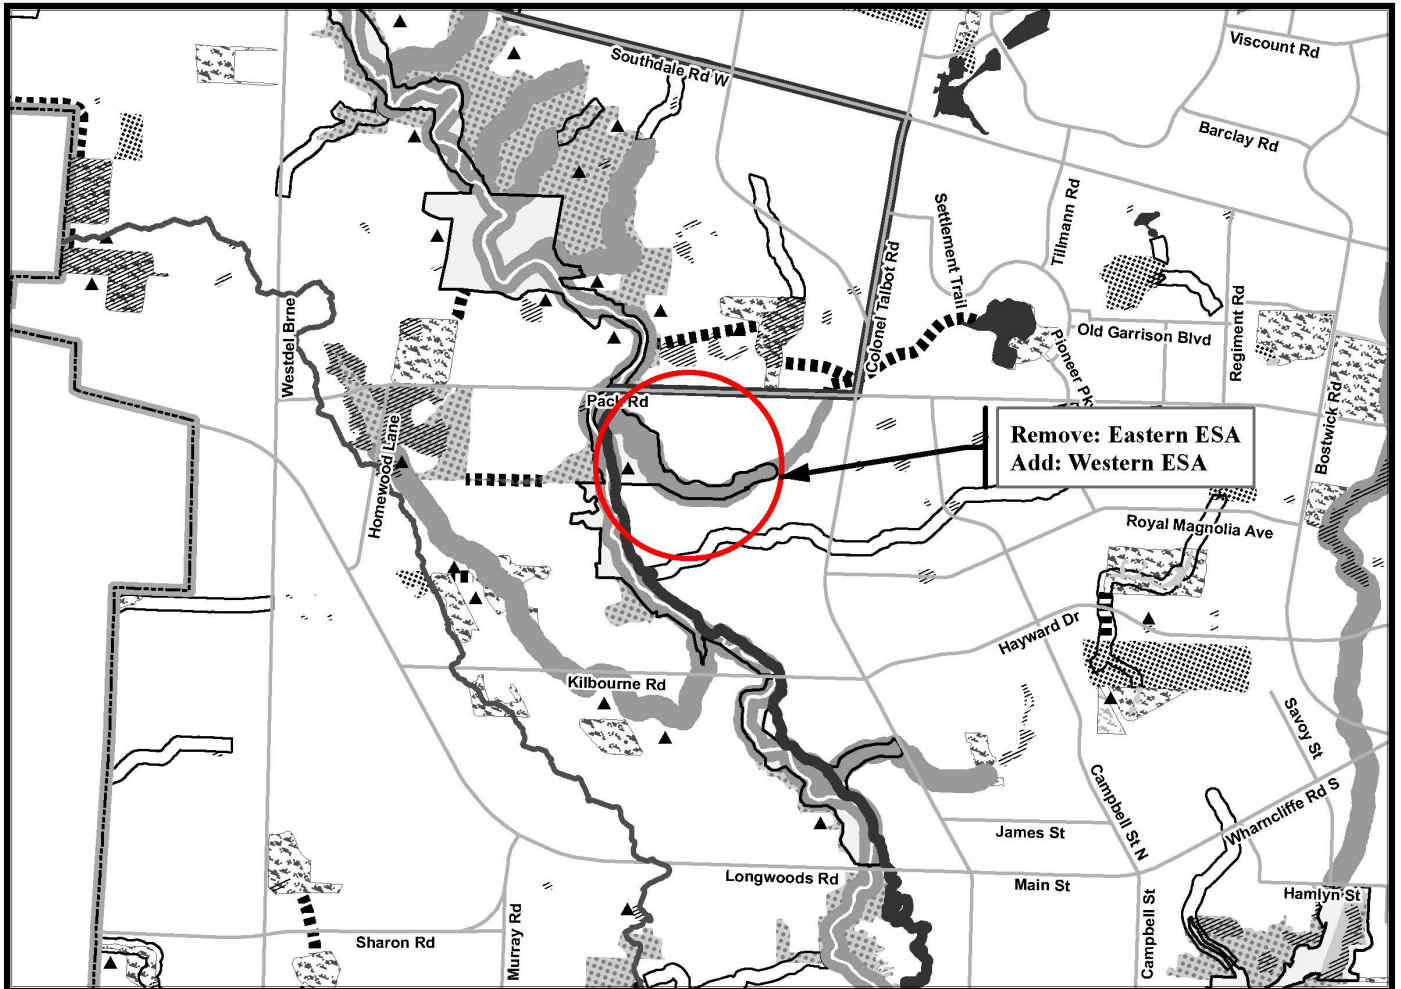 Viscount Rd
Southdale Rd W
Barclay Rd
Tillmann Rd
Settlement Trail
Colonel Talbot Rd
Westdel Brne
Regiment Rd
Old Garrison Blvd
Pioneer Pk
Pack Rd
Bostwick Rd
Homewood Lane
Remove: Eastern ESA
Add: Western ESA
Royal Magnolia Ave
Hayward Dr
Kilbourne Rd
Savoy St
Campbell St N
Wharncliffe Rd S
James St
Longwoods Rd
Main St
Hamlyn St
Campbell St
Murray Rd
Sharon Rd